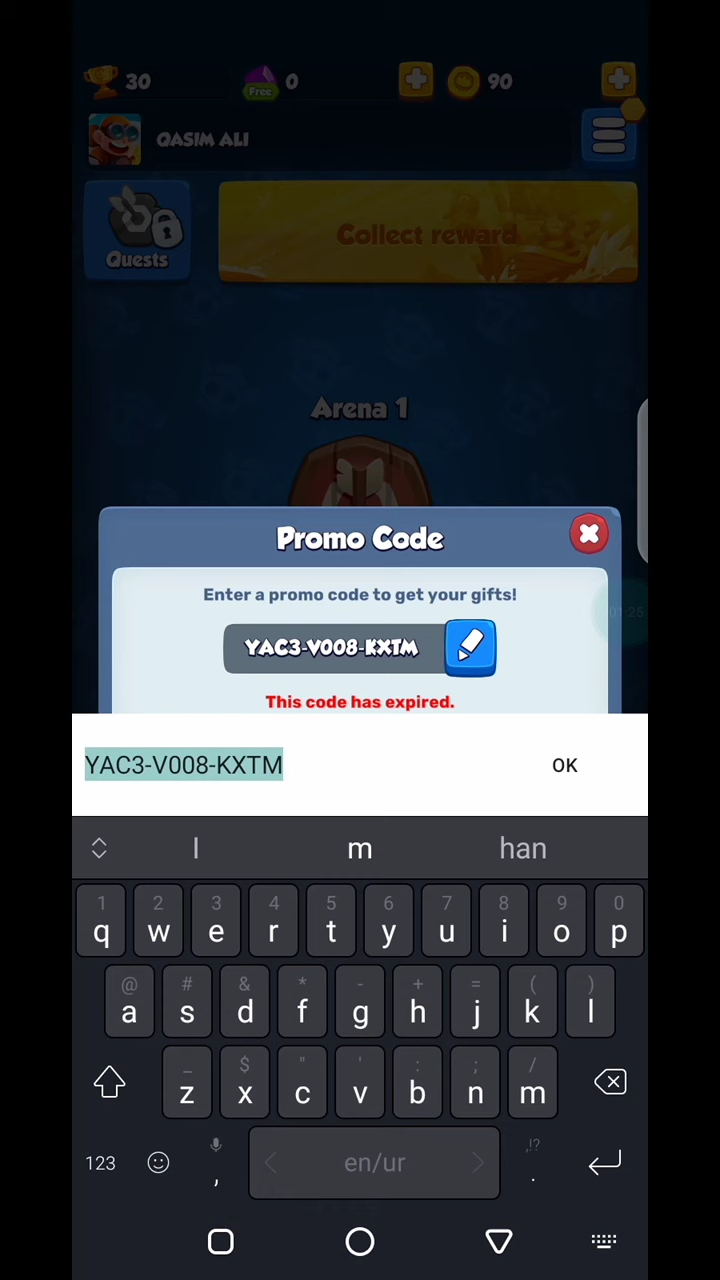 30
Free
0
90
QASIM ALI
Quests
Collect reward
Arena 1
Promo Code
Enter a promo code to get your gifts!
YAC3-V008-KXTM
01:25
This code has expired.
YAC3-V008-KXTM
OK
I m han
1 2 3 4 5 6 7 8 9 0
q w e r t y u i o p
@ # & * - + = ( )
a s d f g h j k l
_ $ " ' : ; /
z x c v b n m
123 , en/ur ,!? .